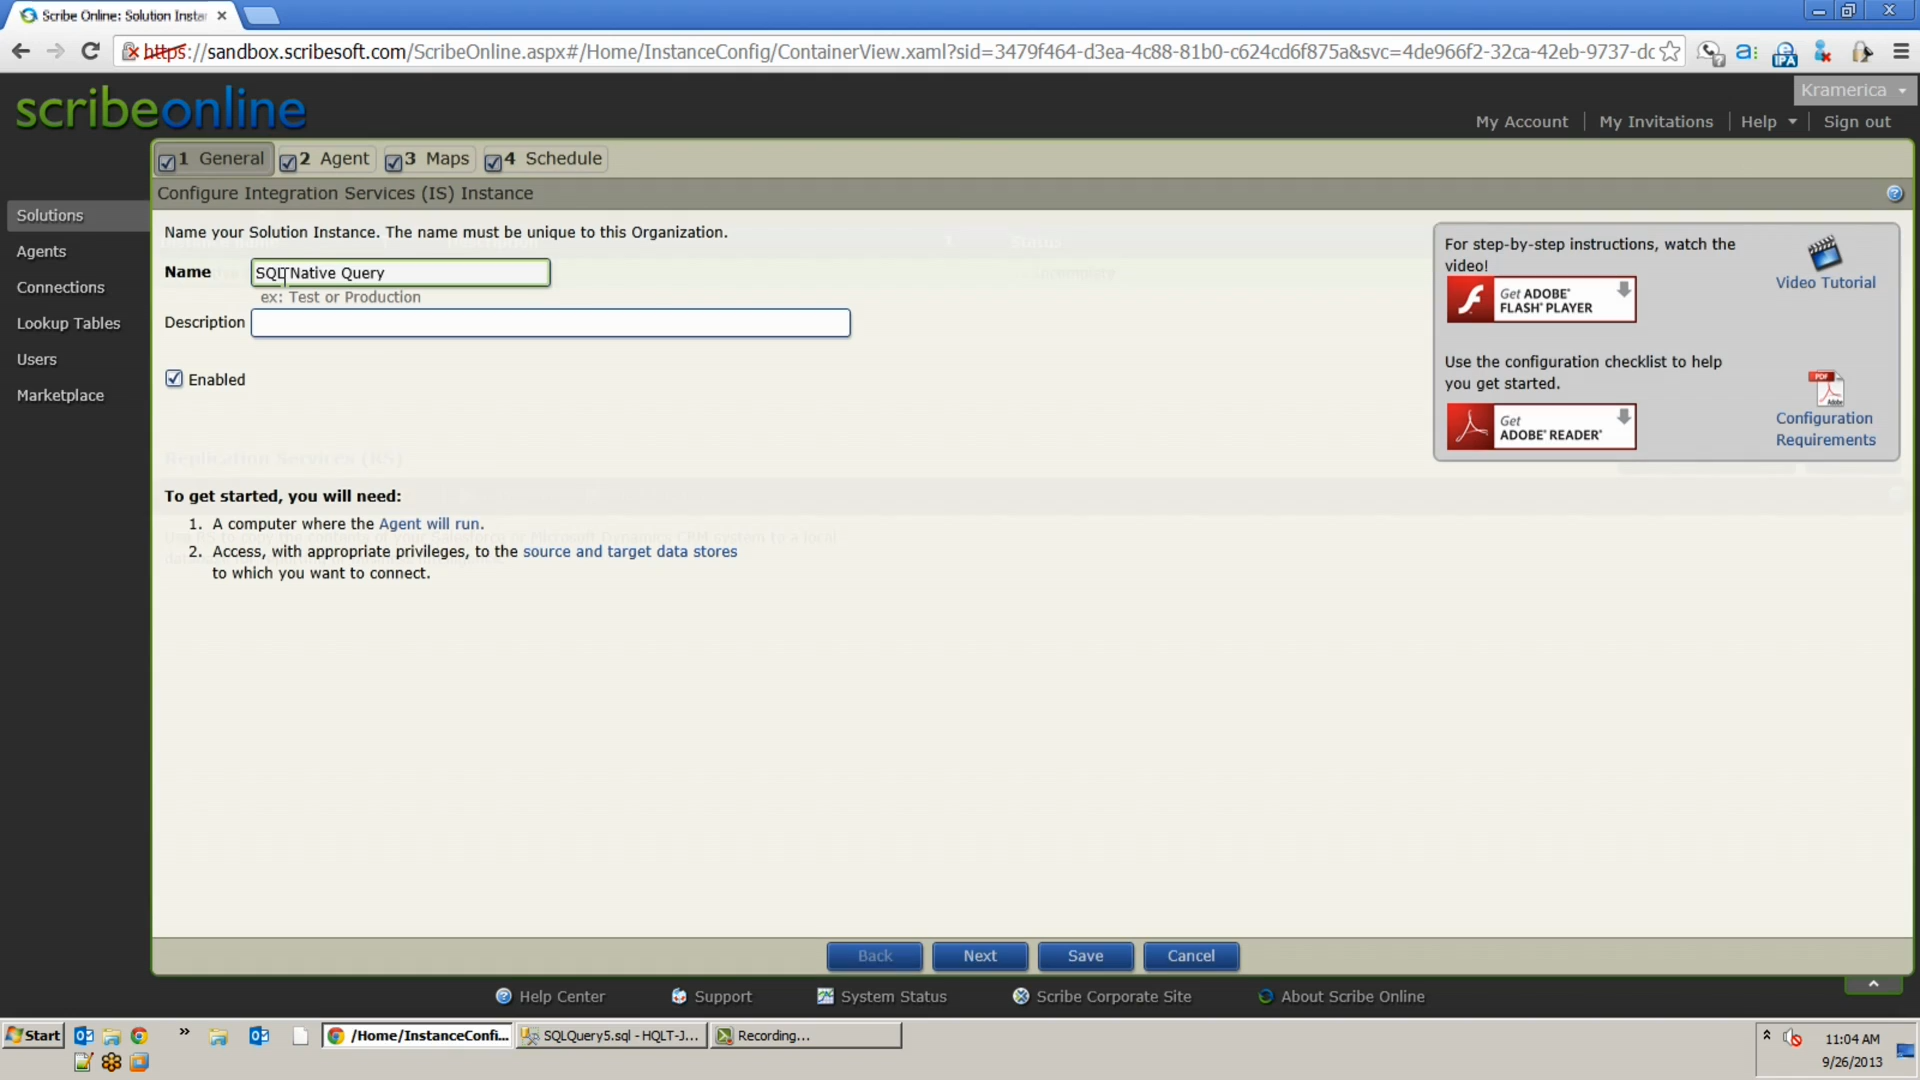 Scribe Online: Solution Insta
https://sandbox.scribesoft.com/ScribeOnline.aspx#/Home/InstanceConfig/ContainerView.xaml?sid=3479f464-d3ea-4c88-81b0-c624cd6f875a&svc=4de966f2-32ca-42eb-9737-dc
scribeonline
Kramerica
My Account
My Invitations
Help
Sign out
1 General
2 Agent
3 Maps
4 Schedule
Configure Integration Services (IS) Instance
Solutions
Agents
Connections
Lookup Tables
Users
Marketplace
Name your Solution Instance. The name must be unique to this Organization.
Name
SQL Native Query
ex: Test or Production
Description
Enabled
Replication Services (RS)
To get started, you will need:
1. A computer where the Agent will run.
2. Access, with appropriate privileges, to the source and target data stores
to which you want to connect.
For step-by-step instructions, watch the
video!
Get ADOBE®
FLASH® PLAYER
Video Tutorial
Use the configuration checklist to help
you get started.
Get
ADOBE® READER®
PDF
Adobe
Configuration
Requirements
Back
Next
Save
Cancel
Help Center
Support
System Status
Scribe Corporate Site
About Scribe Online
Start
/Home/InstanceConfi...
SQLQuery5.sql - HQLT-J...
Recording...
11:04 AM
9/26/2013